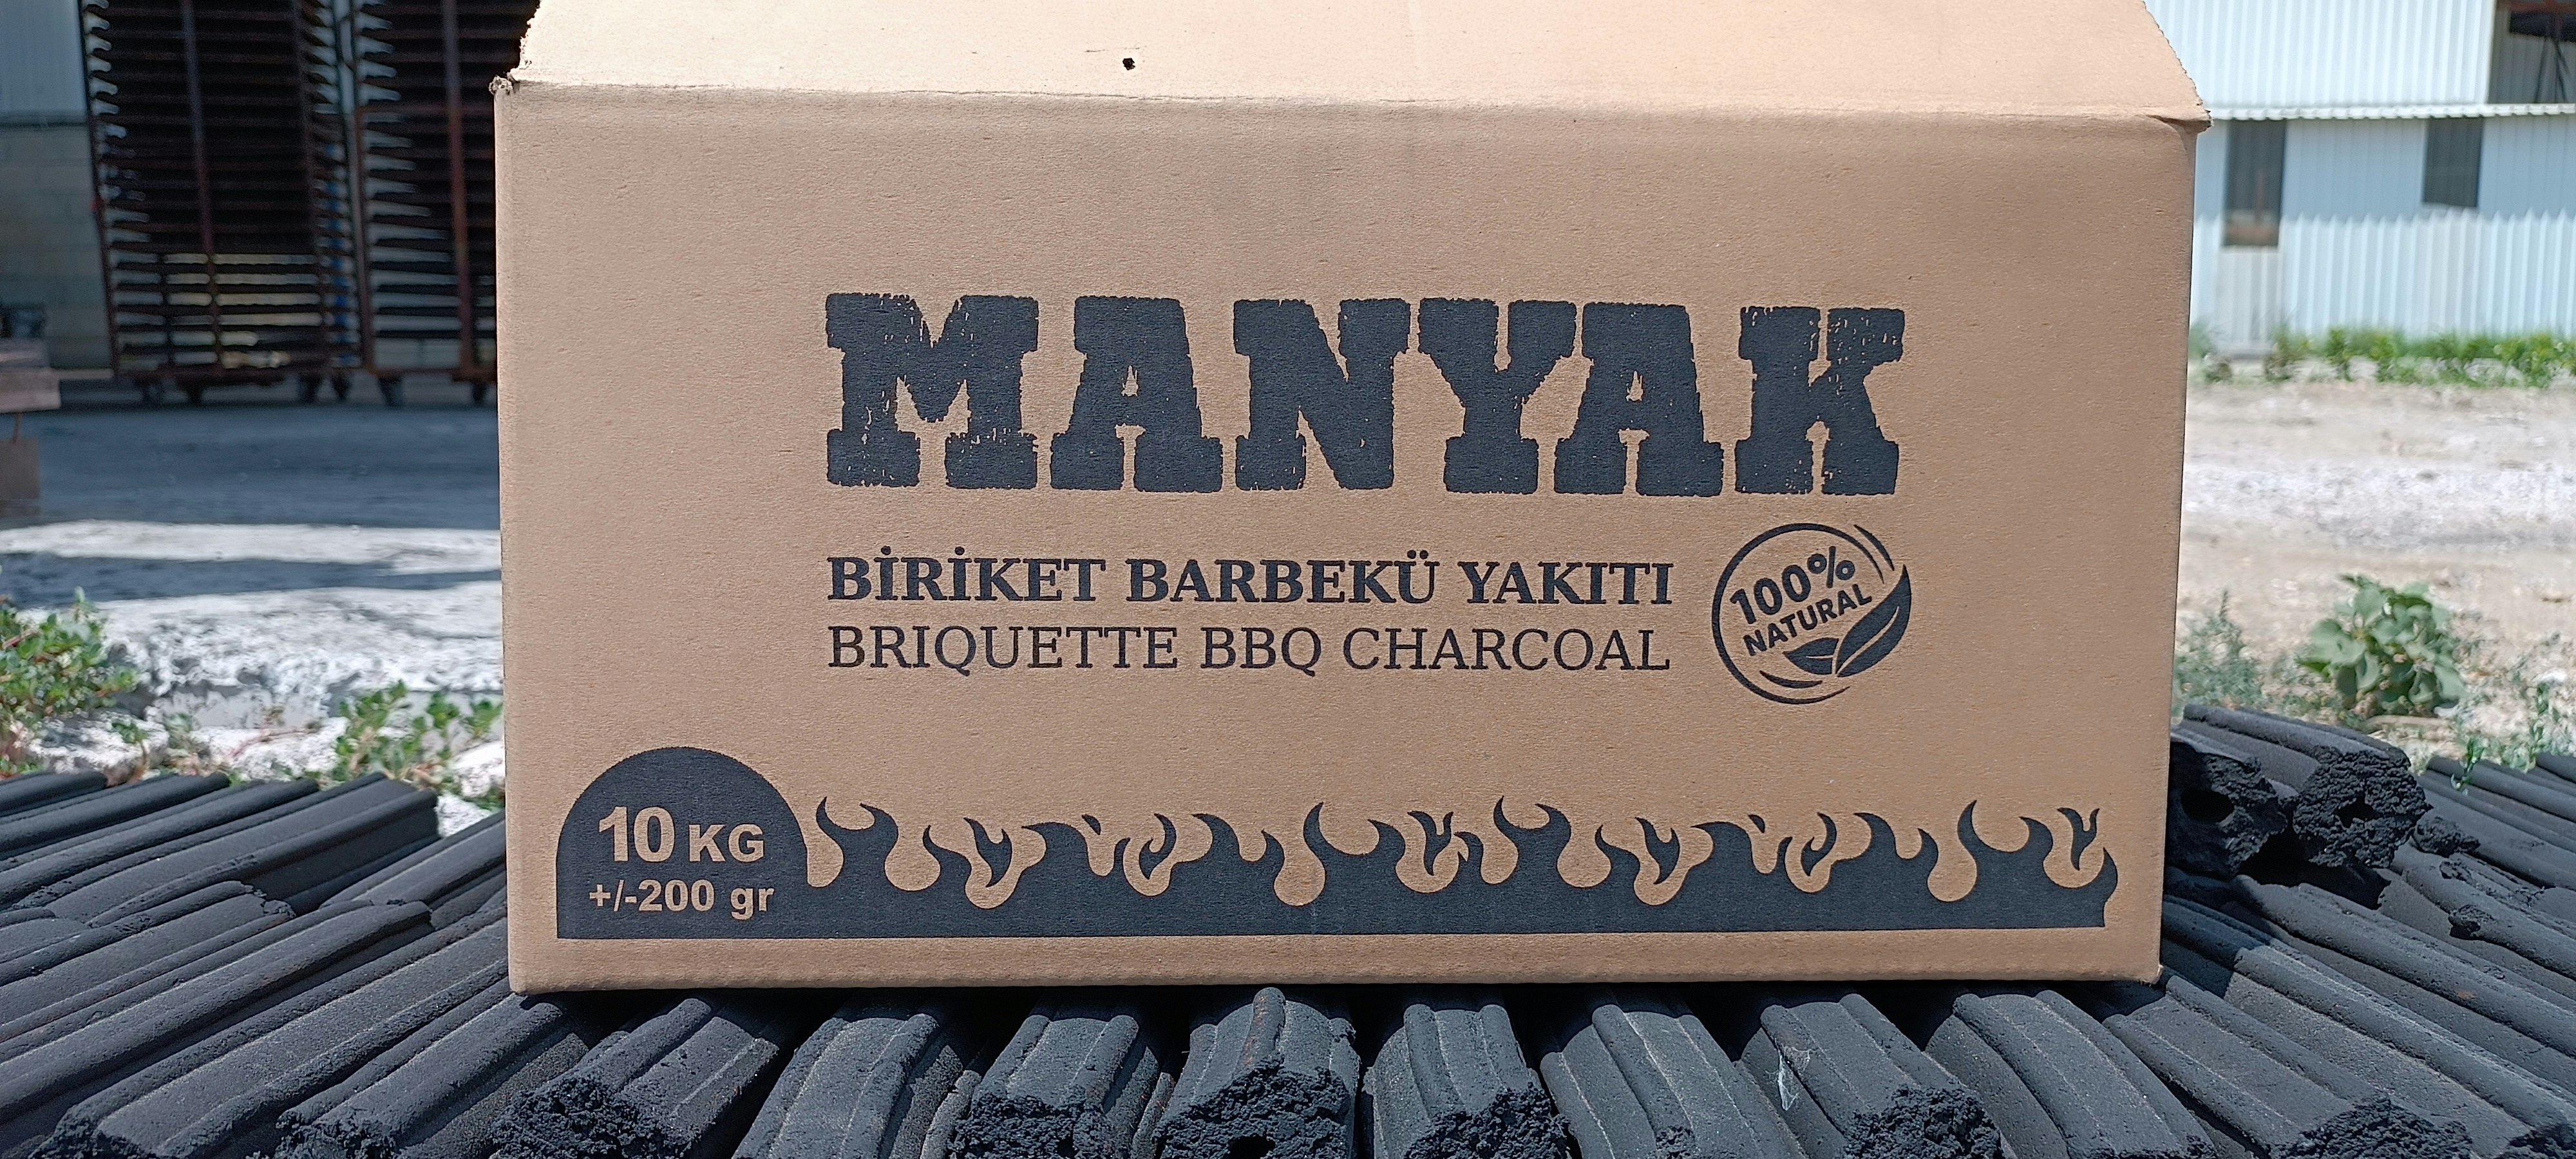 MANYAK
BİRİKET BARBEKÜ YAKITI
BRIQUETTE BBQ CHARCOAL
100%
NATURAL
10 KG
+/-200 gr